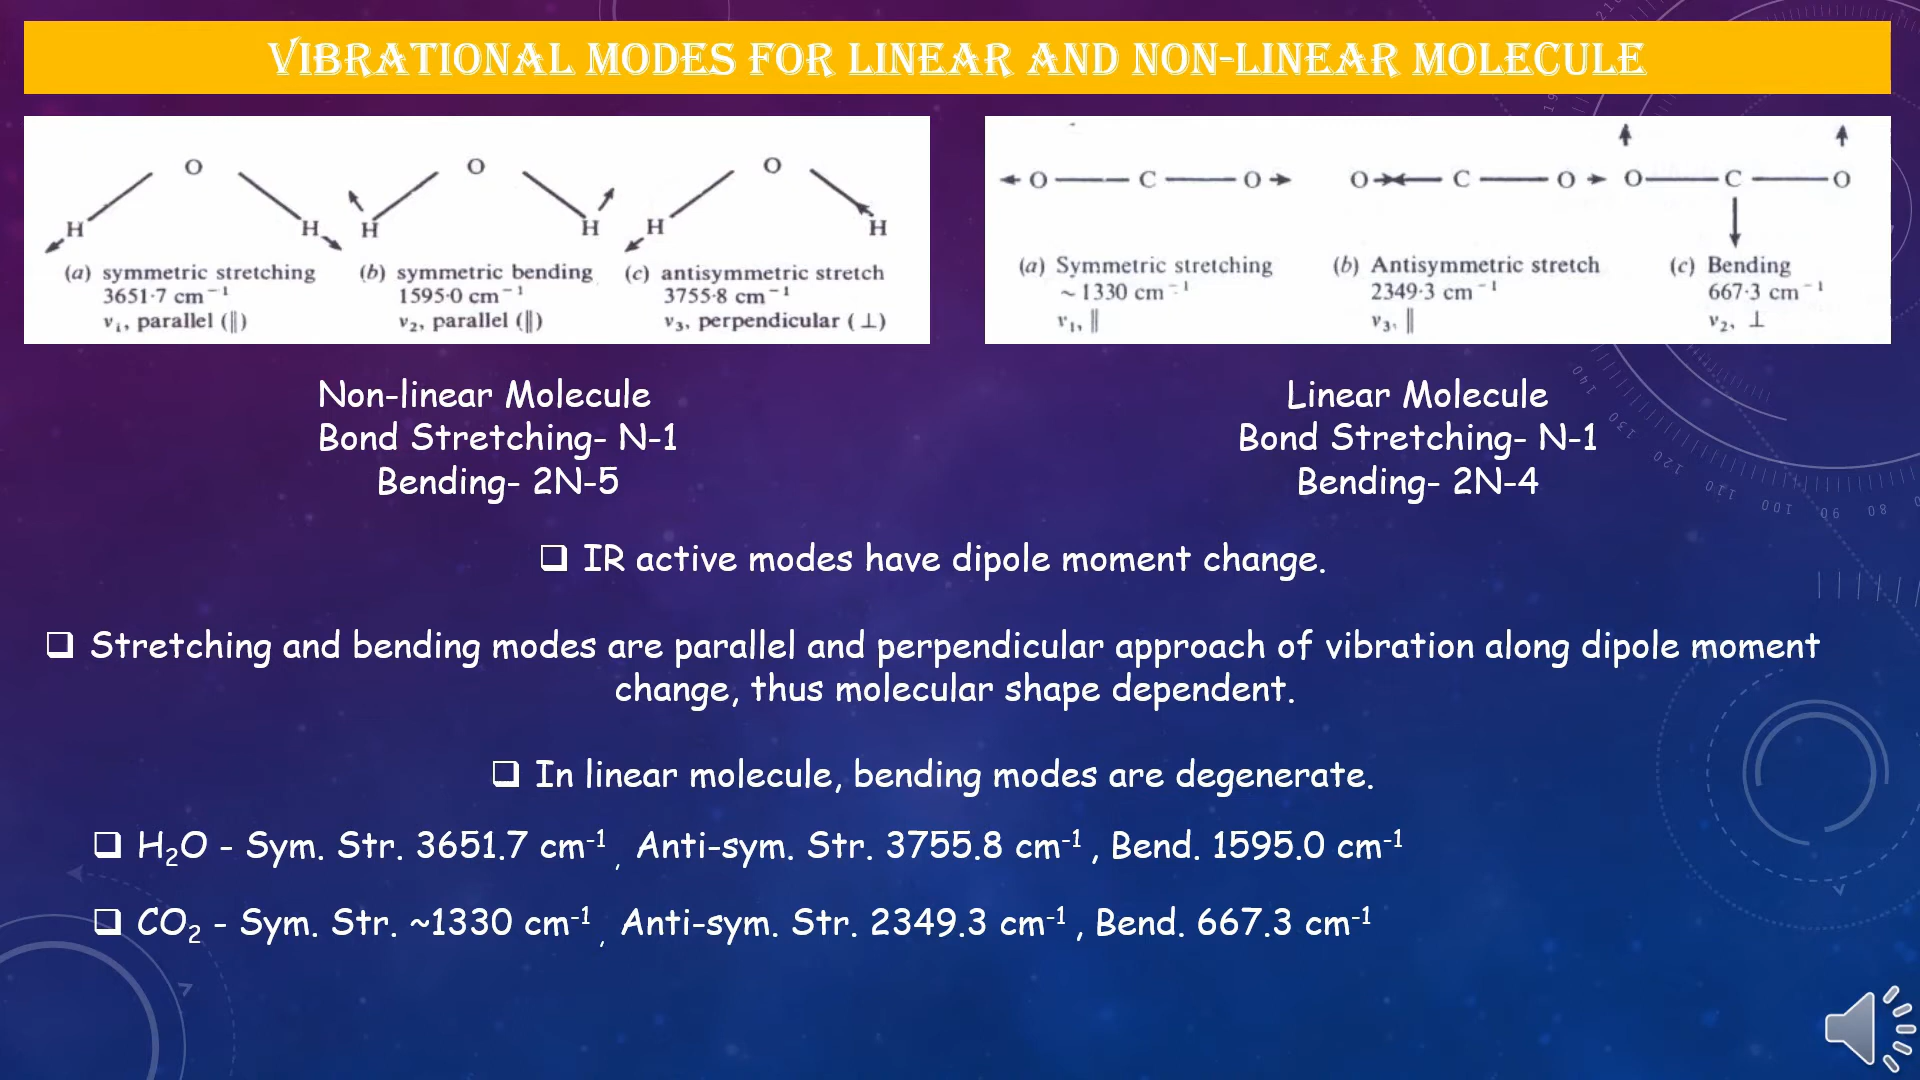 VIBRATIONAL MODES FOR LINEAR AND NON-LINEAR MOLECULE
O O O
H H H H H H
(a) symmetric stretching (b) symmetric bending (c) antisymmetric stretch
3651·7 cm⁻¹ 1595·0 cm⁻¹ 3755·8 cm⁻¹
ν₁, parallel (∥) ν₂, parallel (∥) ν₃, perpendicular (⊥)
O C O O C O O C O
(a) Symmetric stretching (b) Antisymmetric stretch (c) Bending
~1330 cm⁻¹ 2349·3 cm⁻¹ 667·3 cm⁻¹
ν₁, ∥ ν₃, ∥ ν₂, ⊥
Non-linear Molecule
Bond Stretching- N-1
Bending- 2N-5
Linear Molecule
Bond Stretching- N-1
Bending- 2N-4
❑ IR active modes have dipole moment change.
❑ Stretching and bending modes are parallel and perpendicular approach of vibration along dipole moment
change, thus molecular shape dependent.
❑ In linear molecule, bending modes are degenerate.
❑ H₂O - Sym. Str. 3651.7 cm⁻¹ , Anti-sym. Str. 3755.8 cm⁻¹ , Bend. 1595.0 cm⁻¹
❑ CO₂ - Sym. Str. ~1330 cm⁻¹ , Anti-sym. Str. 2349.3 cm⁻¹ , Bend. 667.3 cm⁻¹